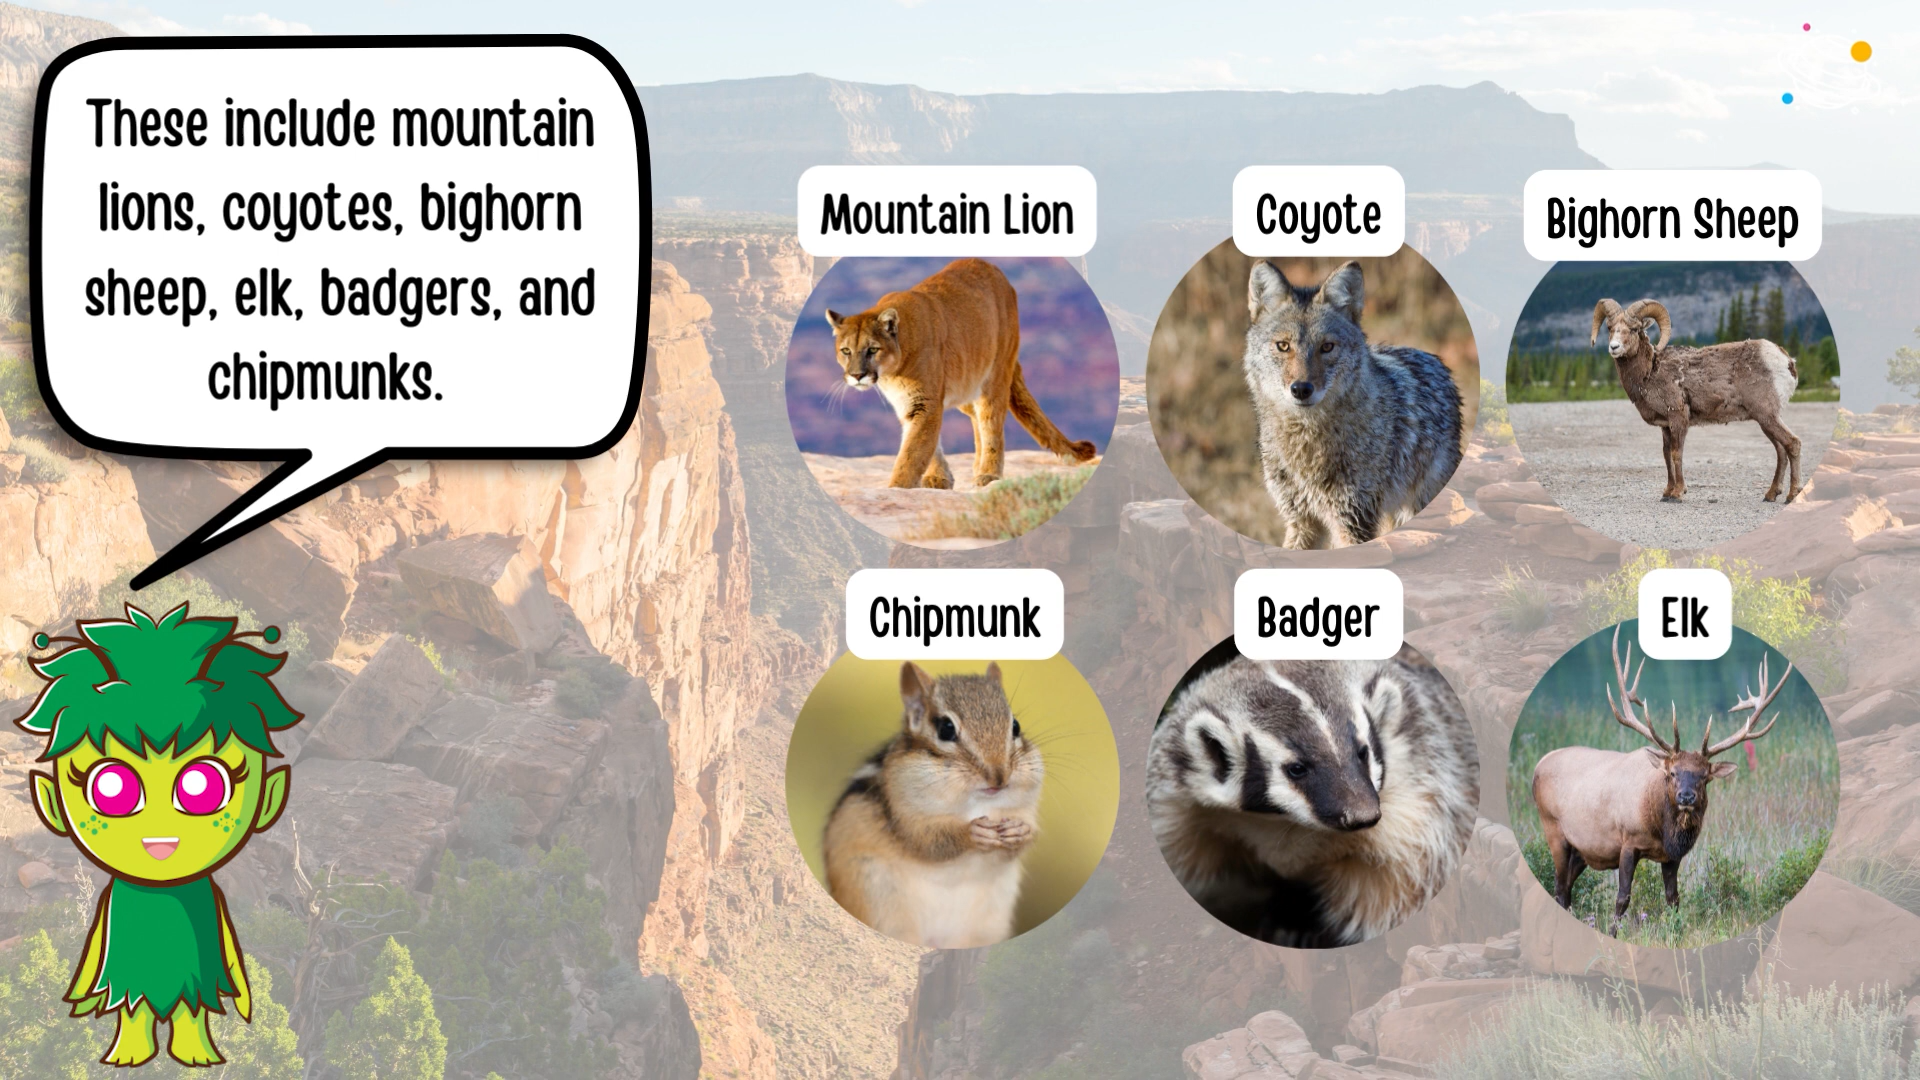 These include mountain
lions, coyotes, bighorn
sheep, elk, badgers, and
chipmunks.
Mountain Lion
Coyote
Bighorn Sheep
Chipmunk
Badger
Elk